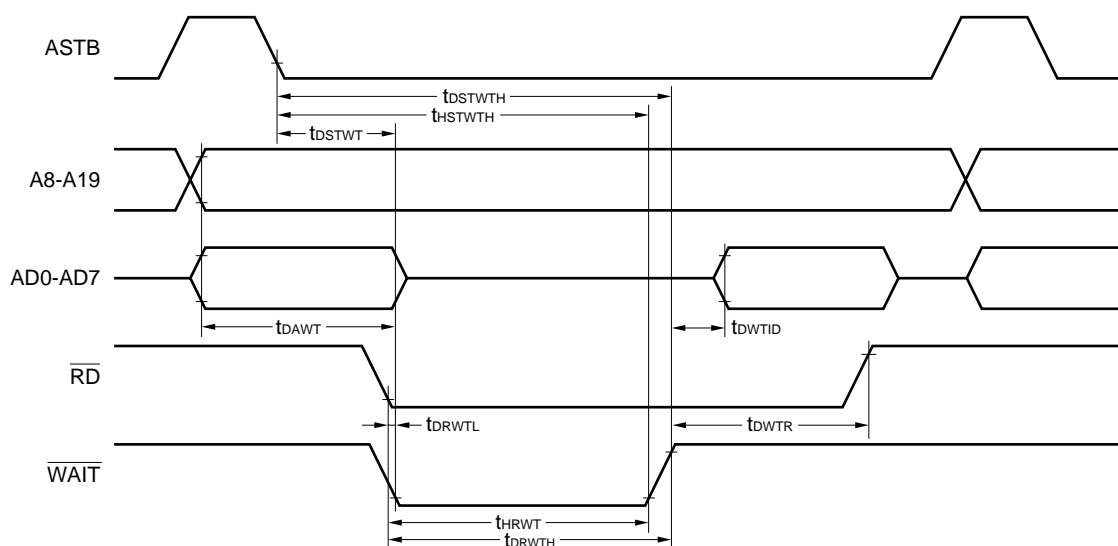 ASTB
tDSTWTH
tHSTWTH
tDSTWT
A8-A19
AD0-AD7
tDAWT
tDWTID
RD
tDRWTL
tDWTR
WAIT
tHRWT
tDRWTH